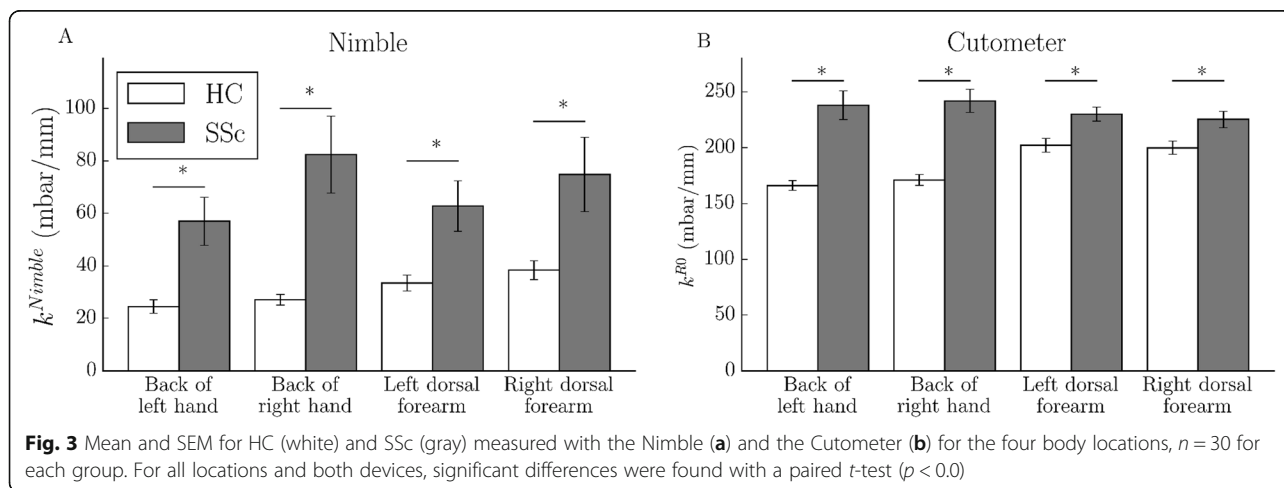 A
Nimble
HC
SSc
100
80
60
40
20
0
k^Nimble (mbar/mm)
* * * *
Back of left hand
Back of right hand
Left dorsal forearm
Right dorsal forearm
B
Cutometer
250
200
150
100
50
0
k^R0 (mbar/mm)
* * * *
Back of left hand
Back of right hand
Left dorsal forearm
Right dorsal forearm
Fig. 3 Mean and SEM for HC (white) and SSc (gray) measured with the Nimble (a) and the Cutometer (b) for the four body locations, n = 30 for
each group. For all locations and both devices, significant differences were found with a paired t-test (p < 0.0)